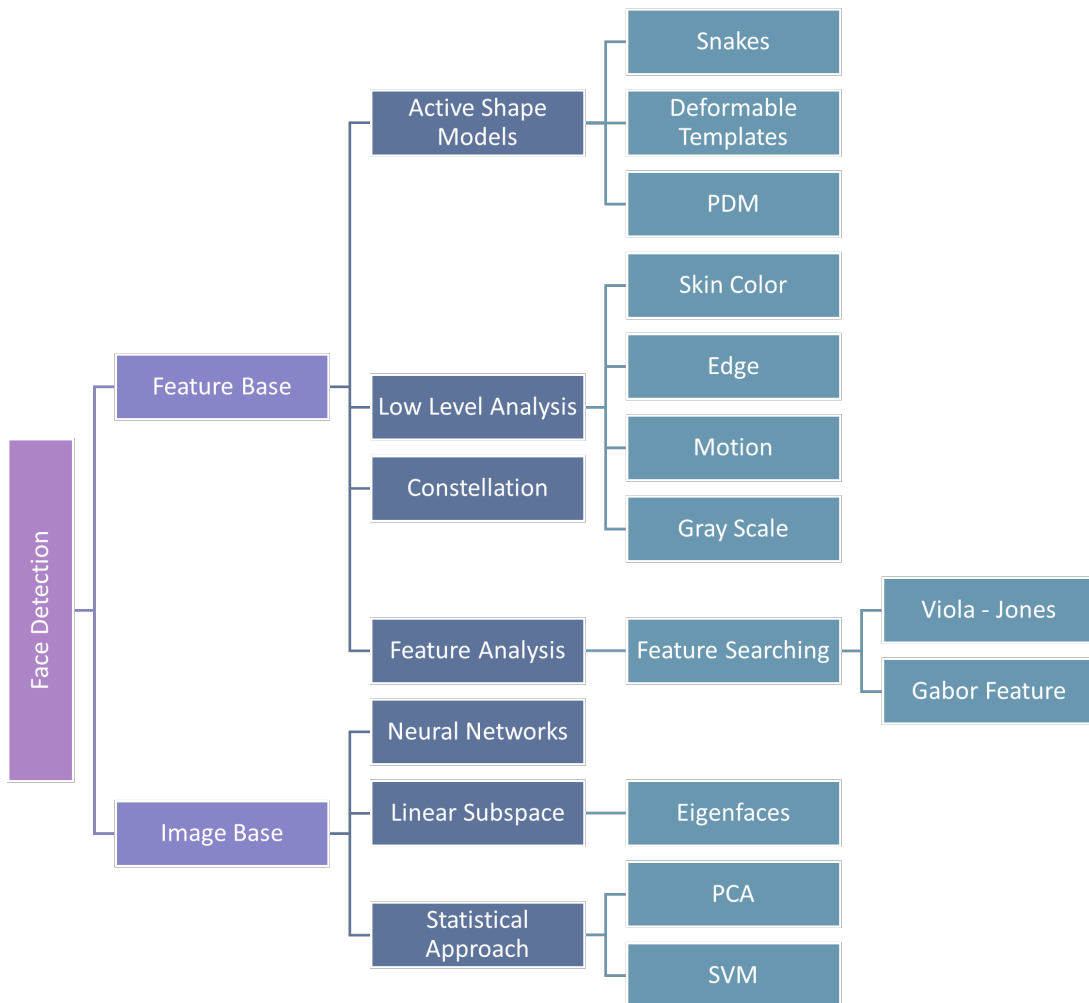 Face Detection
Feature Base
Active Shape
Models
Snakes
Deformable
Templates
PDM
Low Level Analysis
Skin Color
Edge
Motion
Gray Scale
Constellation
Feature Analysis
Feature Searching
Viola - Jones
Gabor Feature
Image Base
Neural Networks
Linear Subspace
Eigenfaces
Statistical
Approach
PCA
SVM